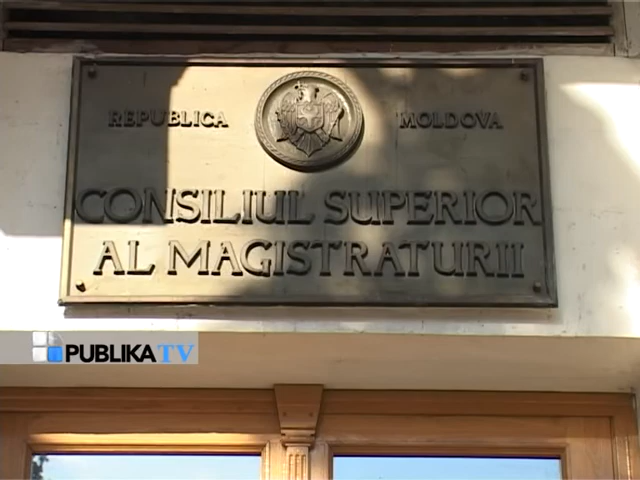 REPUBLICA MOLDOVA
CONSILIUL SUPERIOR
AL MAGISTRATURII
PUBLIKA TV